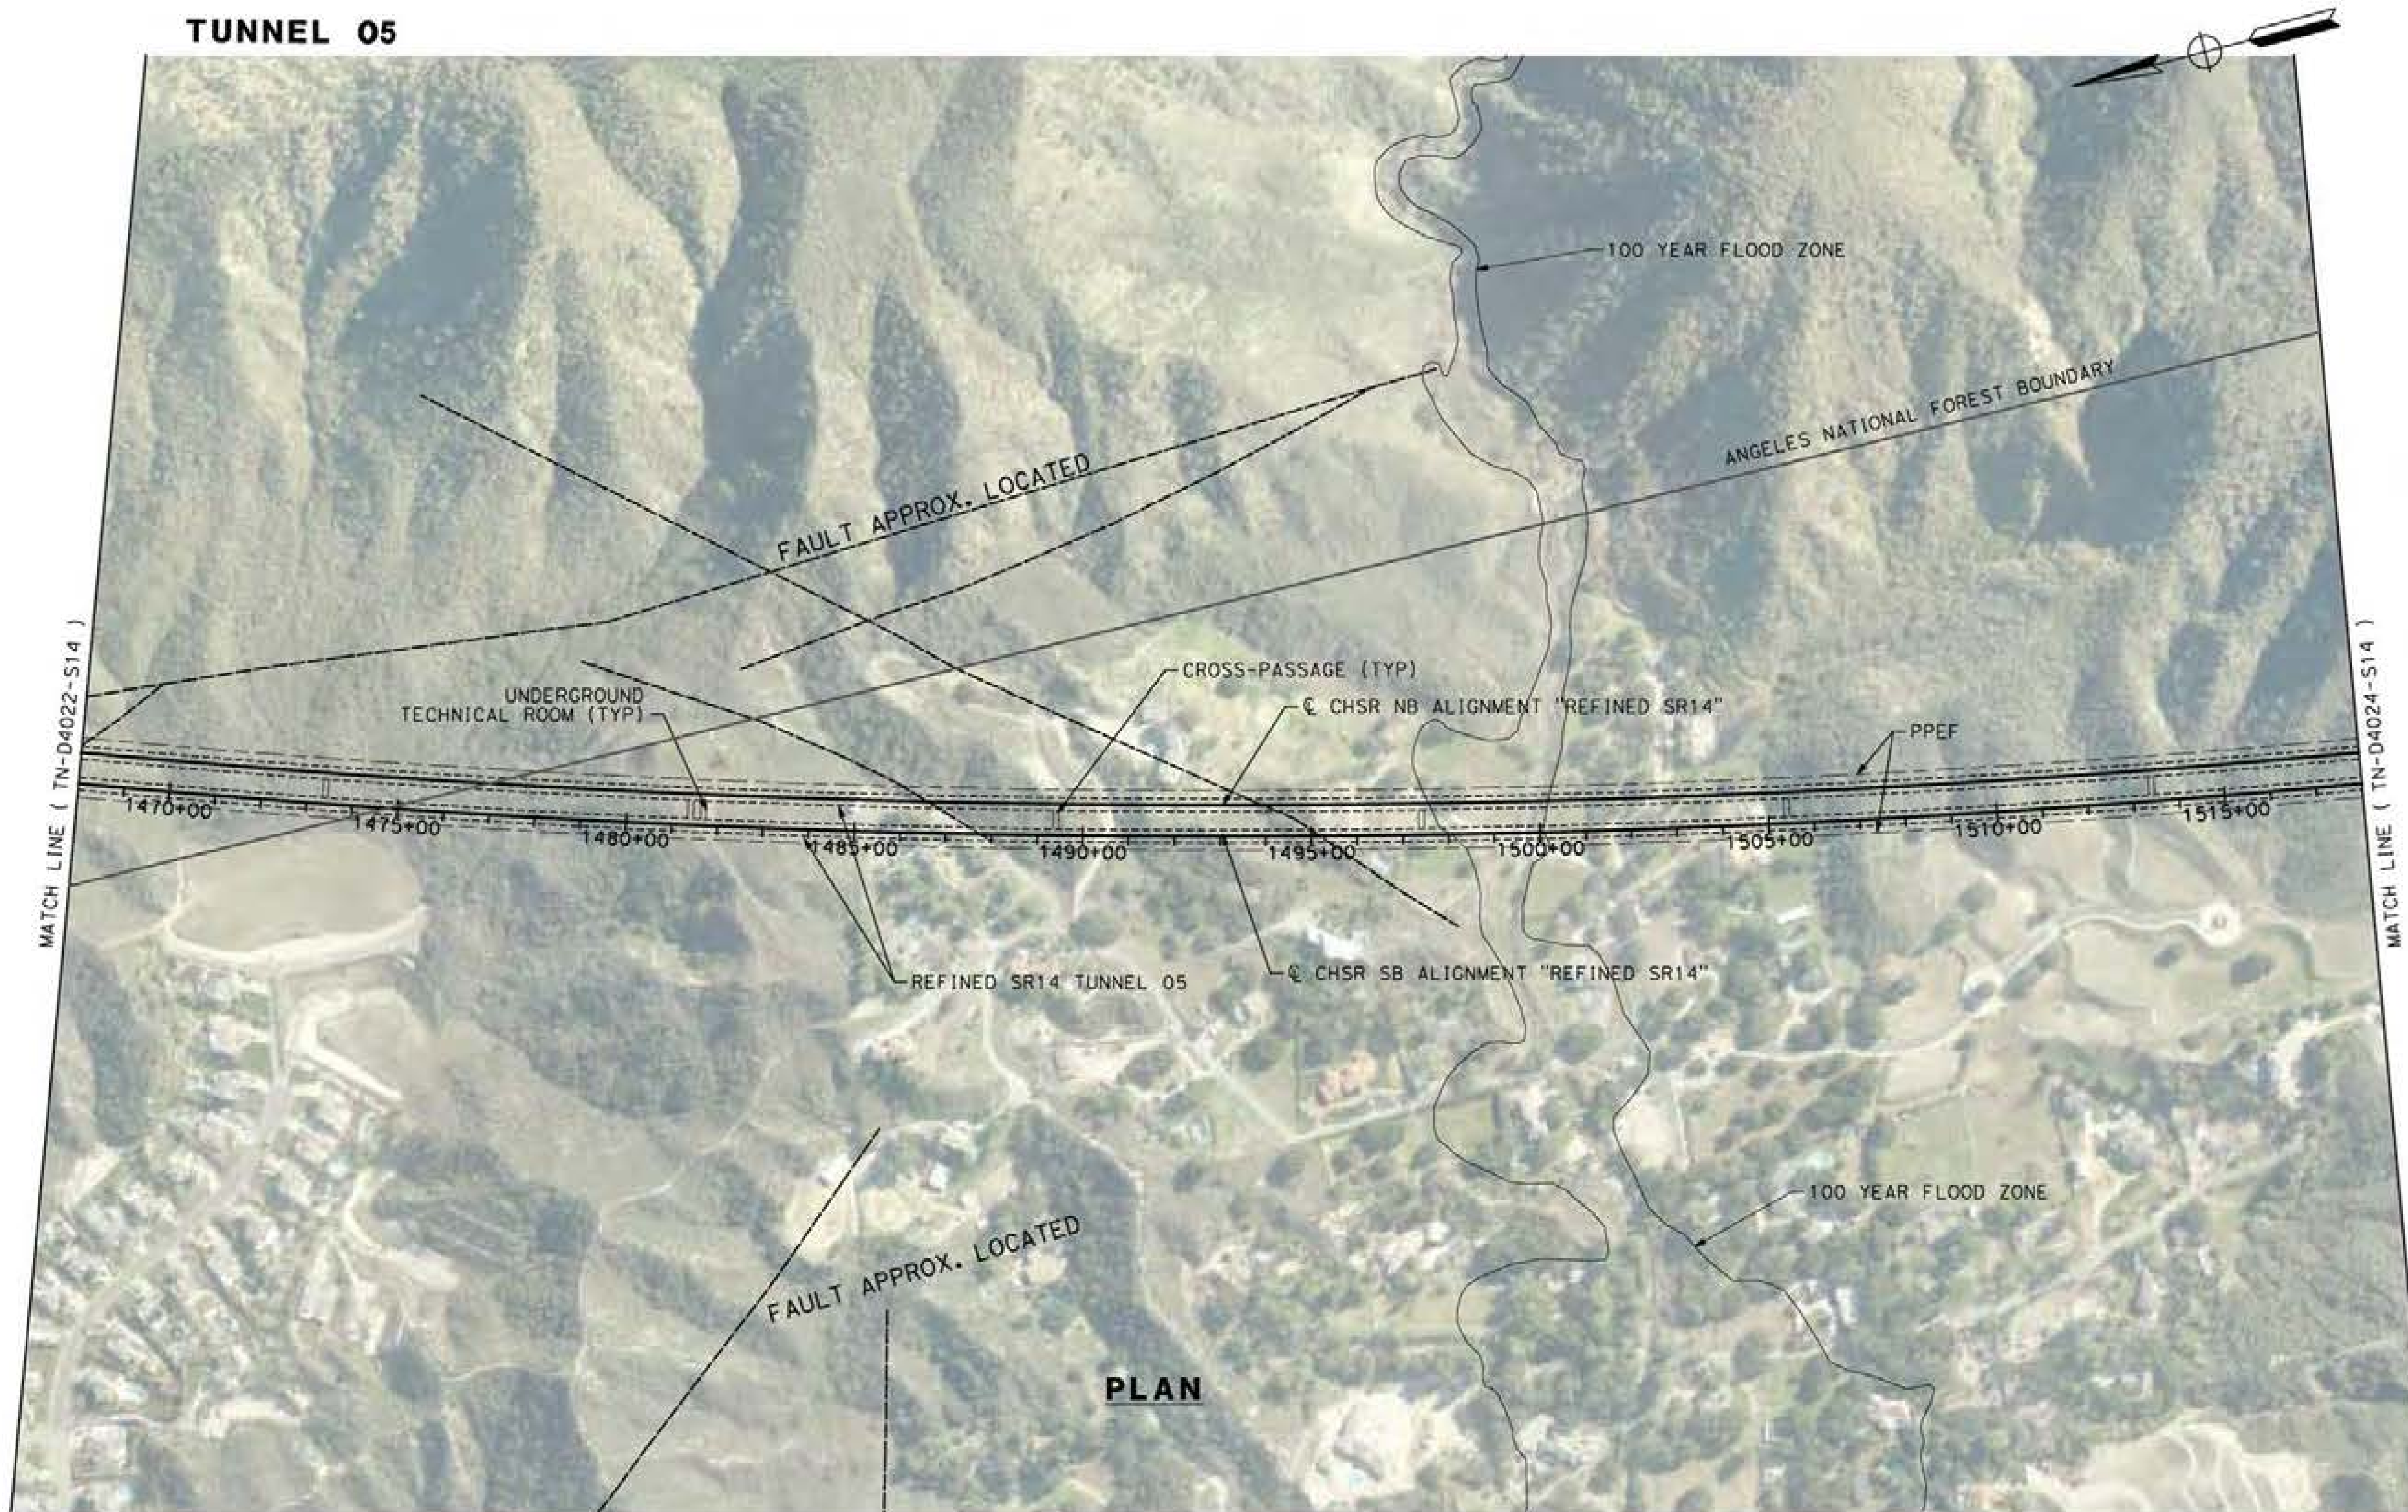 TUNNEL 05
100 YEAR FLOOD ZONE
ANGELES NATIONAL FOREST BOUNDARY
FAULT APPROX. LOCATED
MATCH LINE ( TN-D4022-S14 )
MATCH LINE ( TN-D4024-S14 )
UNDERGROUND
TECHNICAL ROOM (TYP)
CROSS-PASSAGE (TYP)
℄ CHSR NB ALIGNMENT "REFINED SR14"
PPEF
1470+00
1475+00
1480+00
1485+00
1490+00
1495+00
1500+00
1505+00
1510+00
1515+00
REFINED SR14 TUNNEL 05
℄ CHSR SB ALIGNMENT "REFINED SR14"
100 YEAR FLOOD ZONE
FAULT APPROX. LOCATED
PLAN